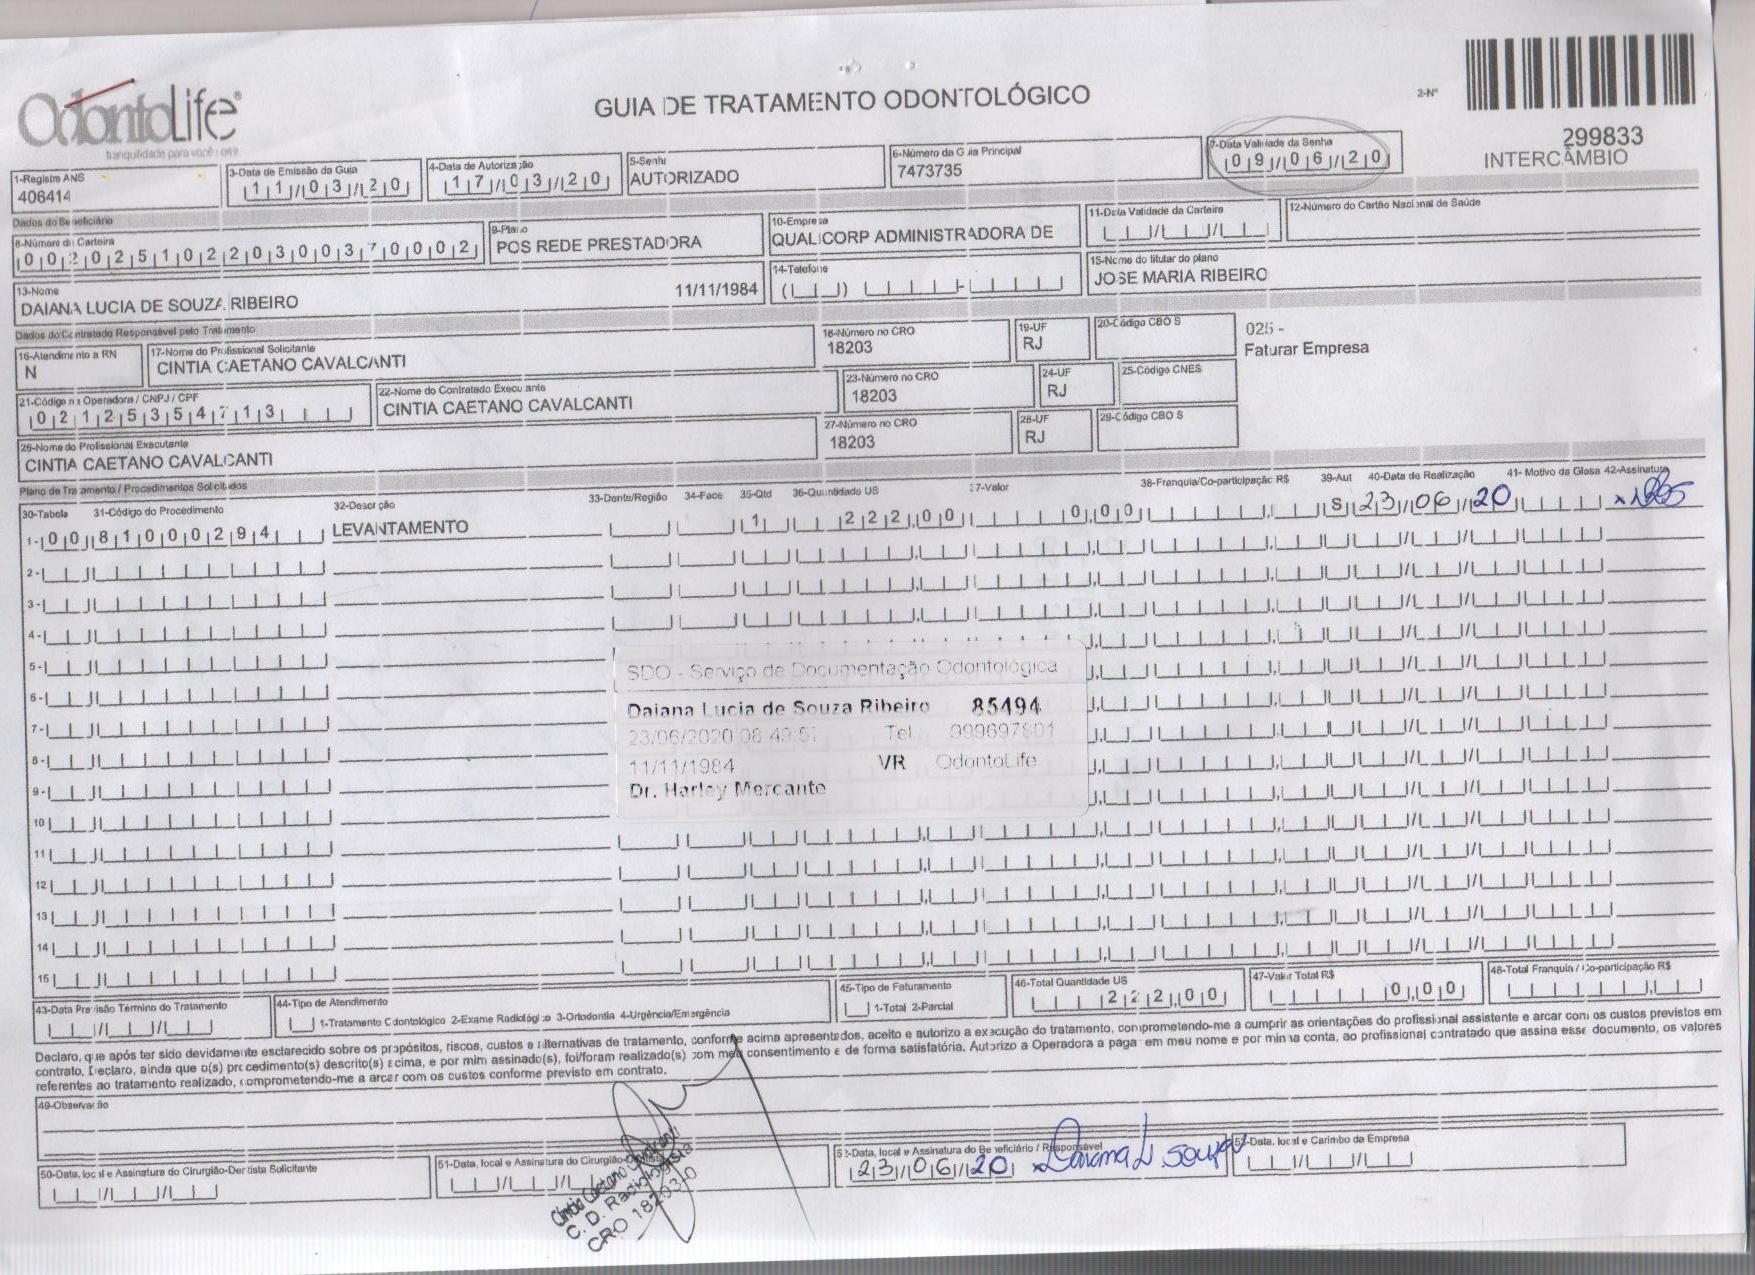 OdontoLife®
tranquilidade para você sorrir
GUIA DE TRATAMENTO ODONTOLÓGICO
2-Nº
299833
INTERCÂMBIO
1-Registro ANS
406414
3-Data de Emissão da Guia
11/03/20
4-Data de Autorização
17/03/20
5-Senha
AUTORIZADO
6-Número da Guia Principal
7473735
7-Data Validade da Senha
09/06/20
Dados do Beneficiário
8-Número da Carteira
00202510220300370002
9-Plano
POS REDE PRESTADORA
10-Empresa
QUALICORP ADMINISTRADORA DE
11-Data Validade da Carteira
12-Número do Cartão Nacional de Saúde
13-Nome
DAIANA LUCIA DE SOUZA RIBEIRO 11/11/1984
14-Telefone
15-Nome do titular do plano
JOSE MARIA RIBEIRO
Dados do Contratado Responsável pelo Tratamento
16-Atendimento a RN
N
17-Nome do Profissional Solicitante
CINTIA CAETANO CAVALCANTI
18-Número no CRO
18203
19-UF
RJ
20-Código CBO S
025 -
Faturar Empresa
21-Código na Operadora / CNPJ / CPF
02125354713
22-Nome do Contratado Executante
CINTIA CAETANO CAVALCANTI
23-Número no CRO
18203
24-UF
RJ
25-Código CNES
26-Nome do Profissional Executante
CINTIA CAETANO CAVALCANTI
27-Número no CRO
18203
28-UF
RJ
29-Código CBO S
Plano de Tratamento / Procedimentos Solicitados
30-Tabela 31-Código do Procedimento 32-Descrição 33-Dente/Região 34-Face 35-Qtd 36-Quantidade US 37-Valor 38-Franquia/Co-participação R$ 39-Aut 40-Data de Realização 41- Motivo da Glosa 42-Assinatura
1- 00 81000294 LEVANTAMENTO 1 222,00 0,00 S 23/06/20
2-
3-
4-
5-
6-
7-
8-
9-
10
11
12
13
14
15
SDO - Serviço de Documentação Odontológica
Daiana Lucia de Souza Ribeiro 85494
23/06/2020 08:49:51 Tel 999697801
11/11/1984 VR OdontoLife
Dr. Harley Mercante
43-Data Previsão Término do Tratamento
44-Tipo de Atendimento
1-Tratamento Odontológico 2-Exame Radiológico 3-Ortodontia 4-Urgência/Emergência
45-Tipo de Faturamento
1-Total 2-Parcial
46-Total Quantidade US
222,00
47-Valor Total R$
0,00
48-Total Franquia / Co-participação R$
Declaro, que após ter sido devidamente esclarecido sobre os propósitos, riscos, custos e alternativas de tratamento, conforme acima apresentados, aceito e autorizo a execução do tratamento, comprometendo-me a cumprir as orientações do profissional assistente e arcar com os custos previstos em
contrato. Declaro, ainda que o(s) procedimento(s) descrito(s) acima, e por mim assinado(s), foi/foram realizado(s) com meu consentimento e de forma satisfatória. Autorizo a Operadora a pagar em meu nome e por minha conta, ao profissional contratado que assina esse documento, os valores
referentes ao tratamento realizado, comprometendo-me a arcar com os custos conforme previsto em contrato.
49-Observação
50-Data, local e Assinatura do Cirurgião-Dentista Solicitante
51-Data, local e Assinatura do Cirurgião-Dentista
Cintia Caetano Cavalcanti
C. D. Radiologista
CRO 18203-0
52-Data, local e Assinatura do Beneficiário / Responsável
23/06/20 x Daiana L Souza
53-Data, local e Carimbo da Empresa